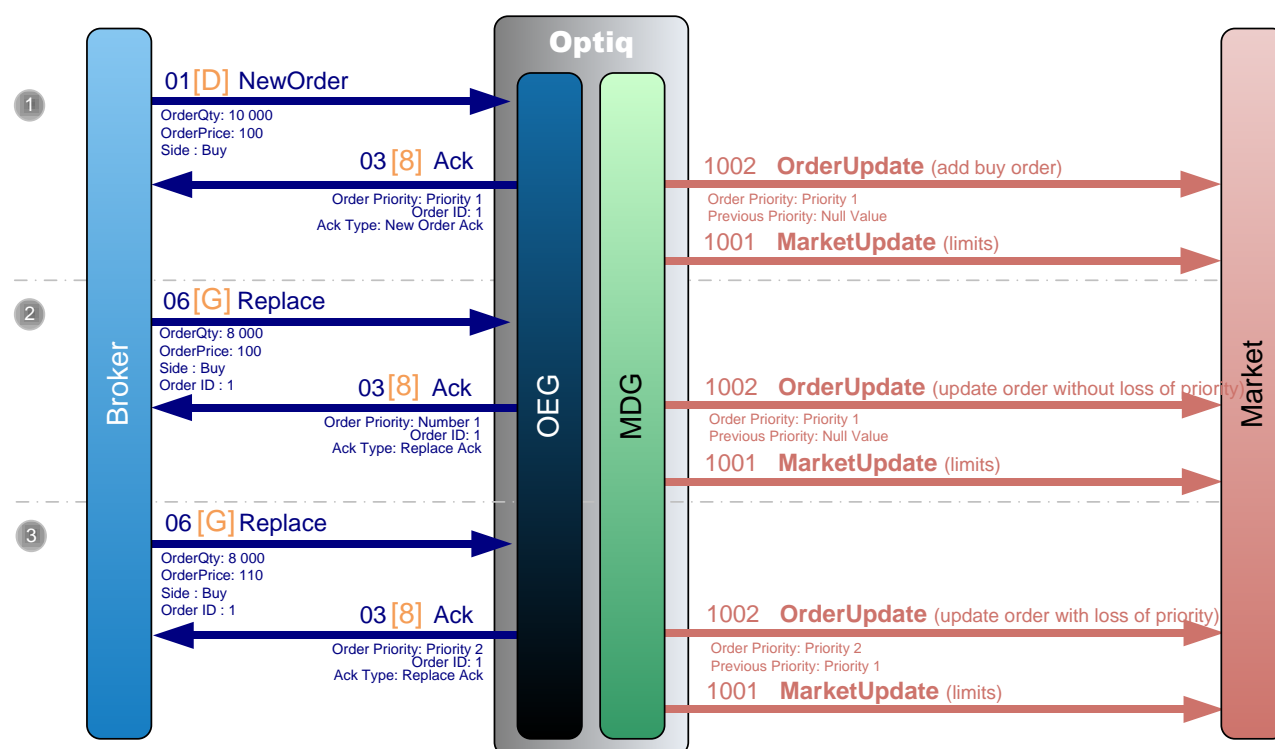 Optiq
Broker
OEG
MDG
Market
1
01 [D] NewOrder
OrderQty: 10 000
OrderPrice: 100
Side : Buy
03 [8] Ack
Order Priority: Priority 1
Order ID: 1
Ack Type: New Order Ack
1002 OrderUpdate (add buy order)
Order Priority: Priority 1
Previous Priority: Null Value
1001 MarketUpdate (limits)
2
06 [G] Replace
OrderQty: 8 000
OrderPrice: 100
Side : Buy
Order ID : 1
03 [8] Ack
Order Priority: Number 1
Order ID: 1
Ack Type: Replace Ack
1002 OrderUpdate (update order without loss of priority)
Order Priority: Priority 1
Previous Priority: Null Value
1001 MarketUpdate (limits)
3
06 [G] Replace
OrderQty: 8 000
OrderPrice: 110
Side : Buy
Order ID : 1
03 [8] Ack
Order Priority: Priority 2
Order ID: 1
Ack Type: Replace Ack
1002 OrderUpdate (update order with loss of priority)
Order Priority: Priority 2
Previous Priority: Priority 1
1001 MarketUpdate (limits)